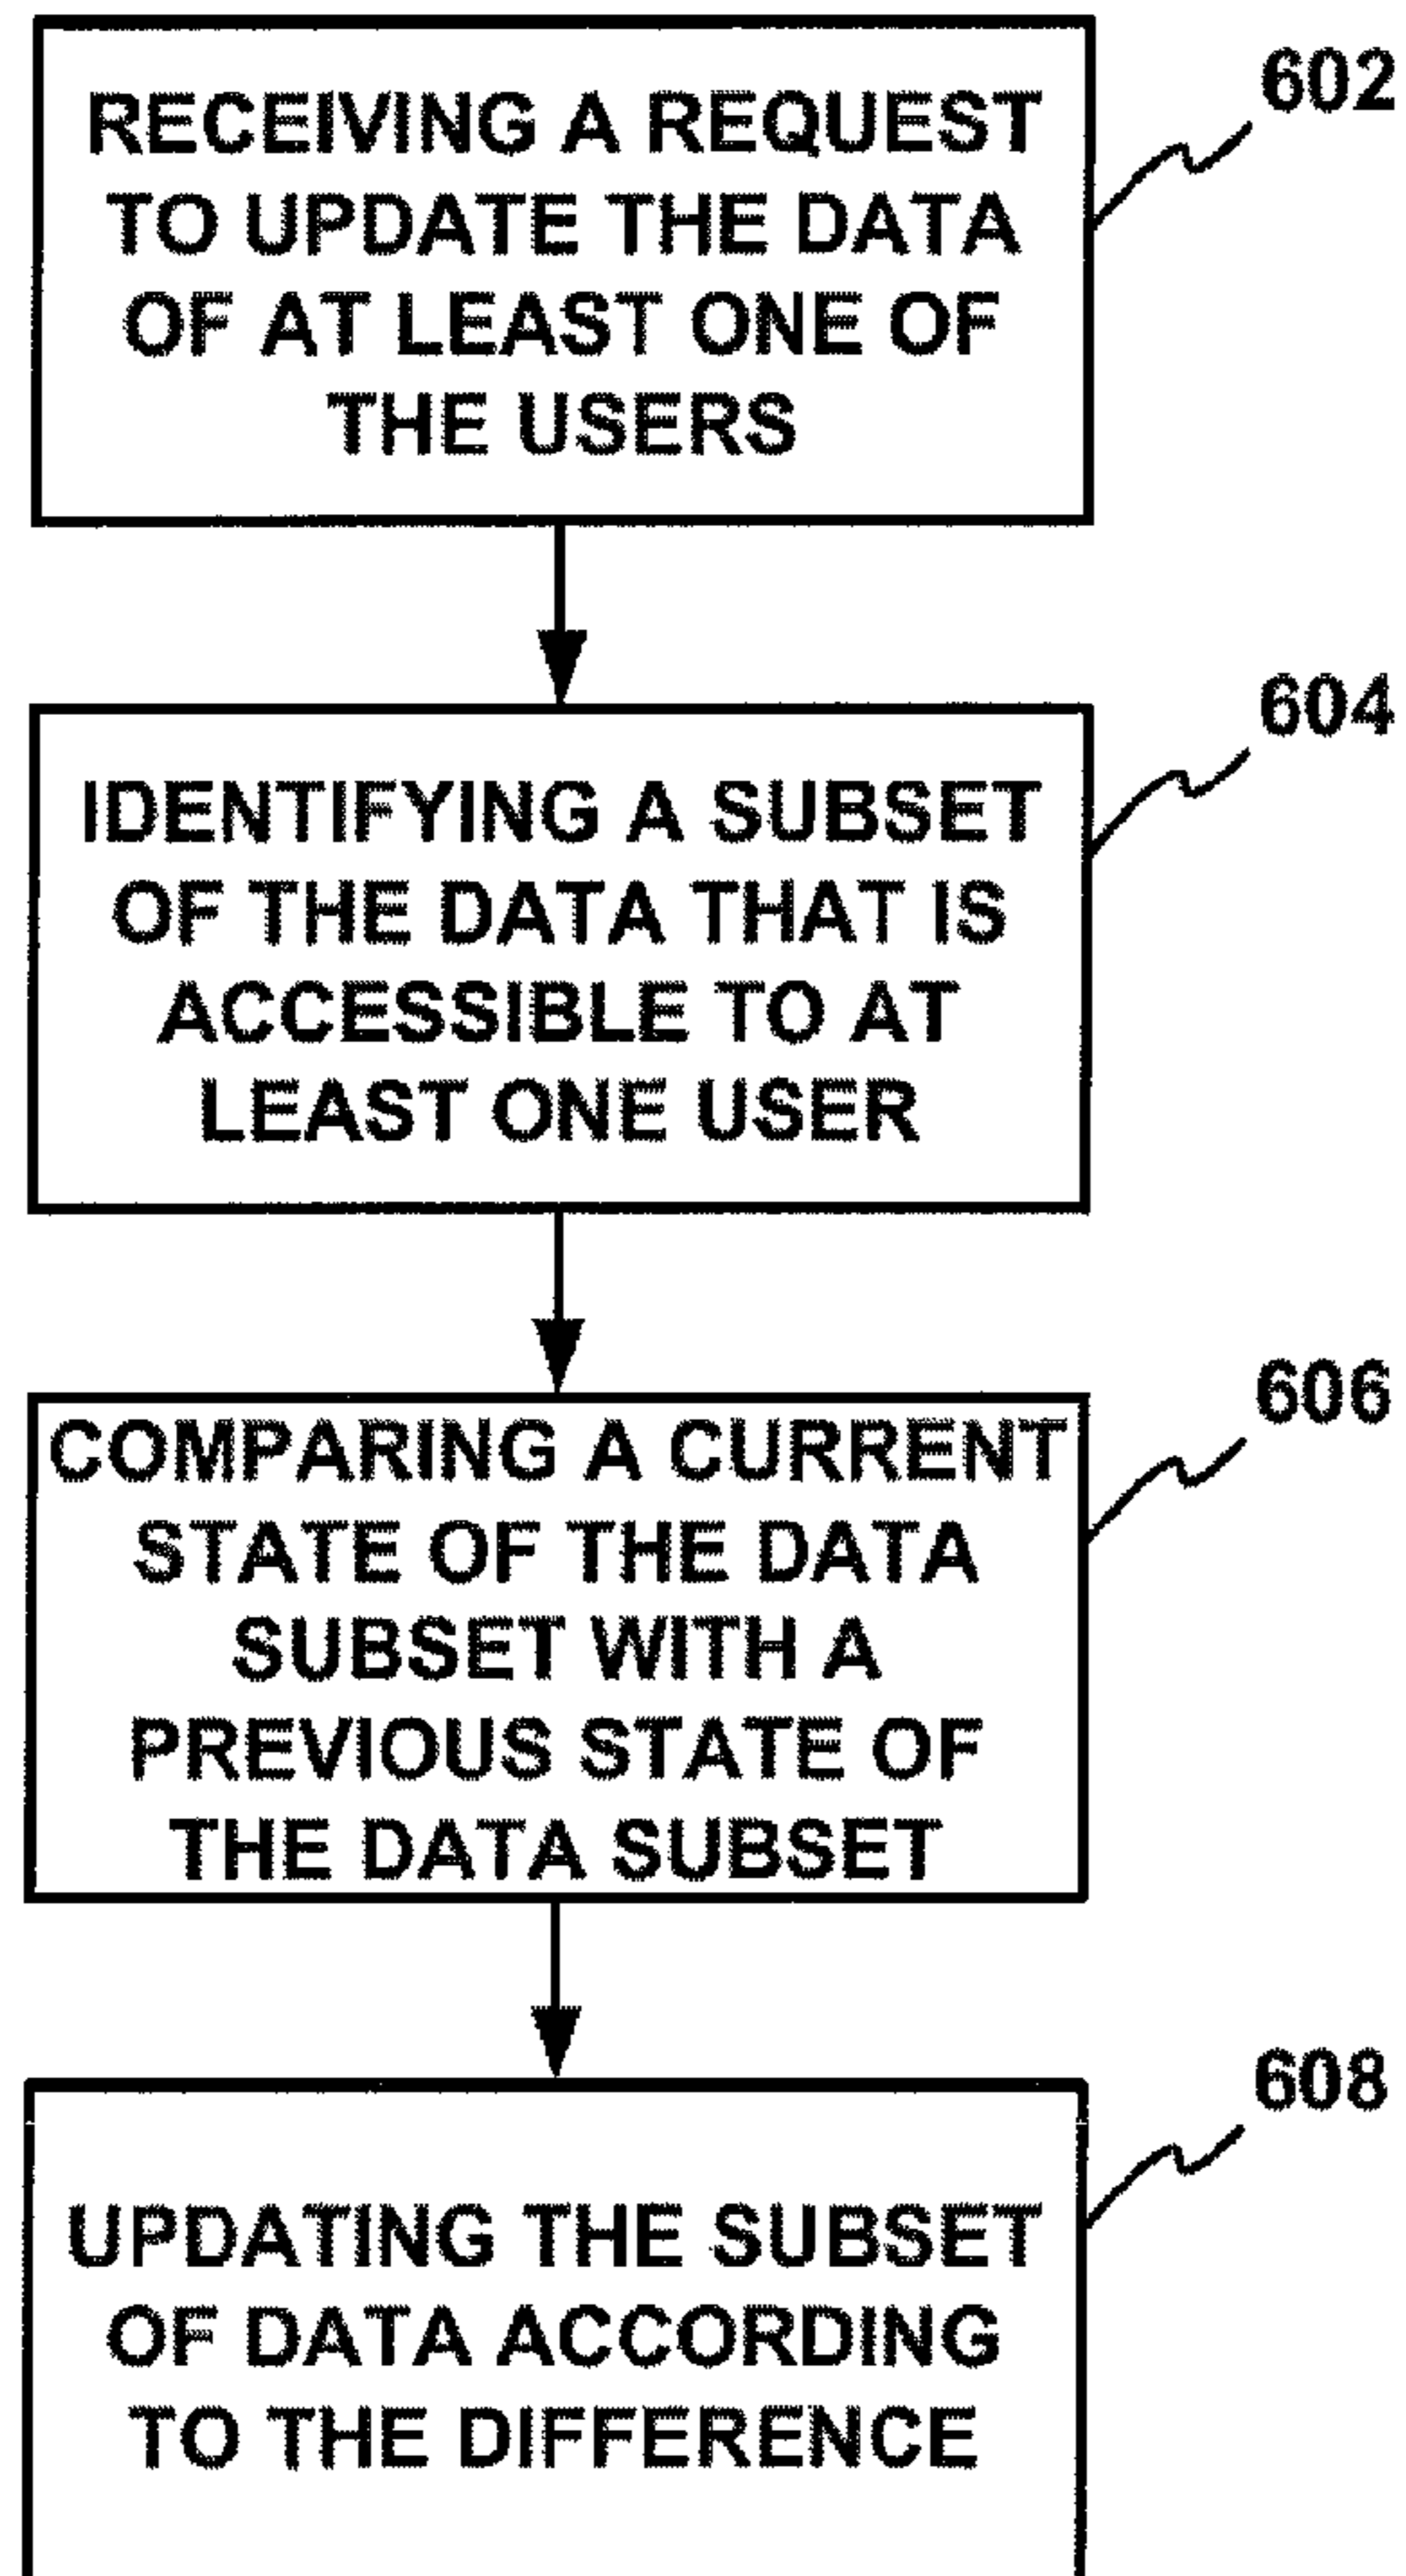 RECEIVING A REQUEST
TO UPDATE THE DATA
OF AT LEAST ONE OF
THE USERS
602
IDENTIFYING A SUBSET
OF THE DATA THAT IS
ACCESSIBLE TO AT
LEAST ONE USER
604
COMPARING A CURRENT
STATE OF THE DATA
SUBSET WITH A
PREVIOUS STATE OF
THE DATA SUBSET
606
UPDATING THE SUBSET
OF DATA ACCORDING
TO THE DIFFERENCE
608